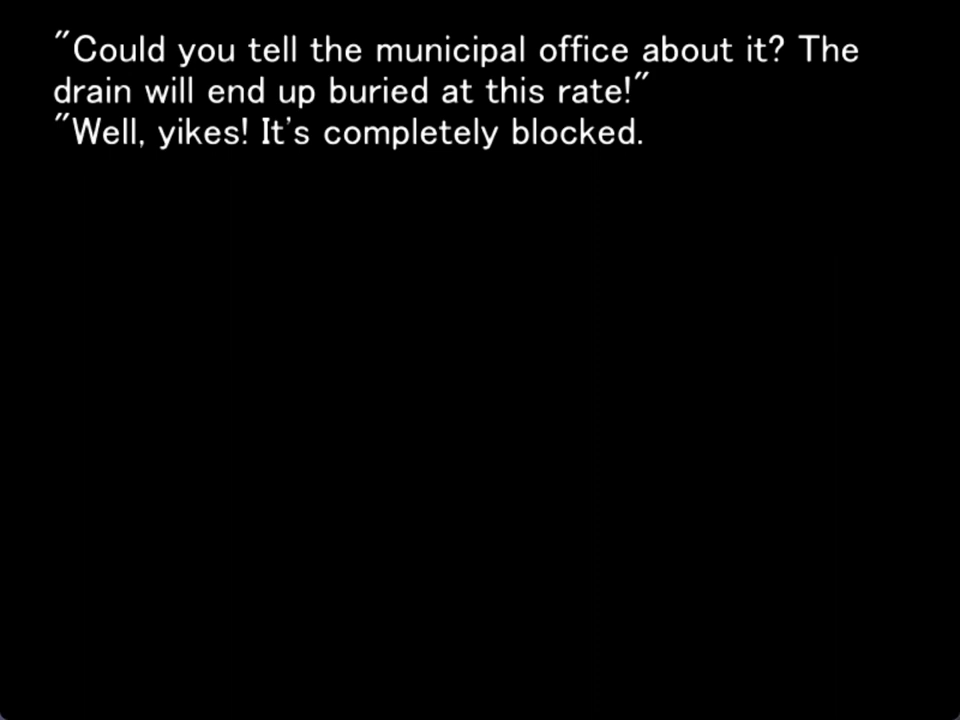 "Could you tell the municipal office about it? The
drain will end up buried at this rate!"
"Well, yikes! It's completely blocked.